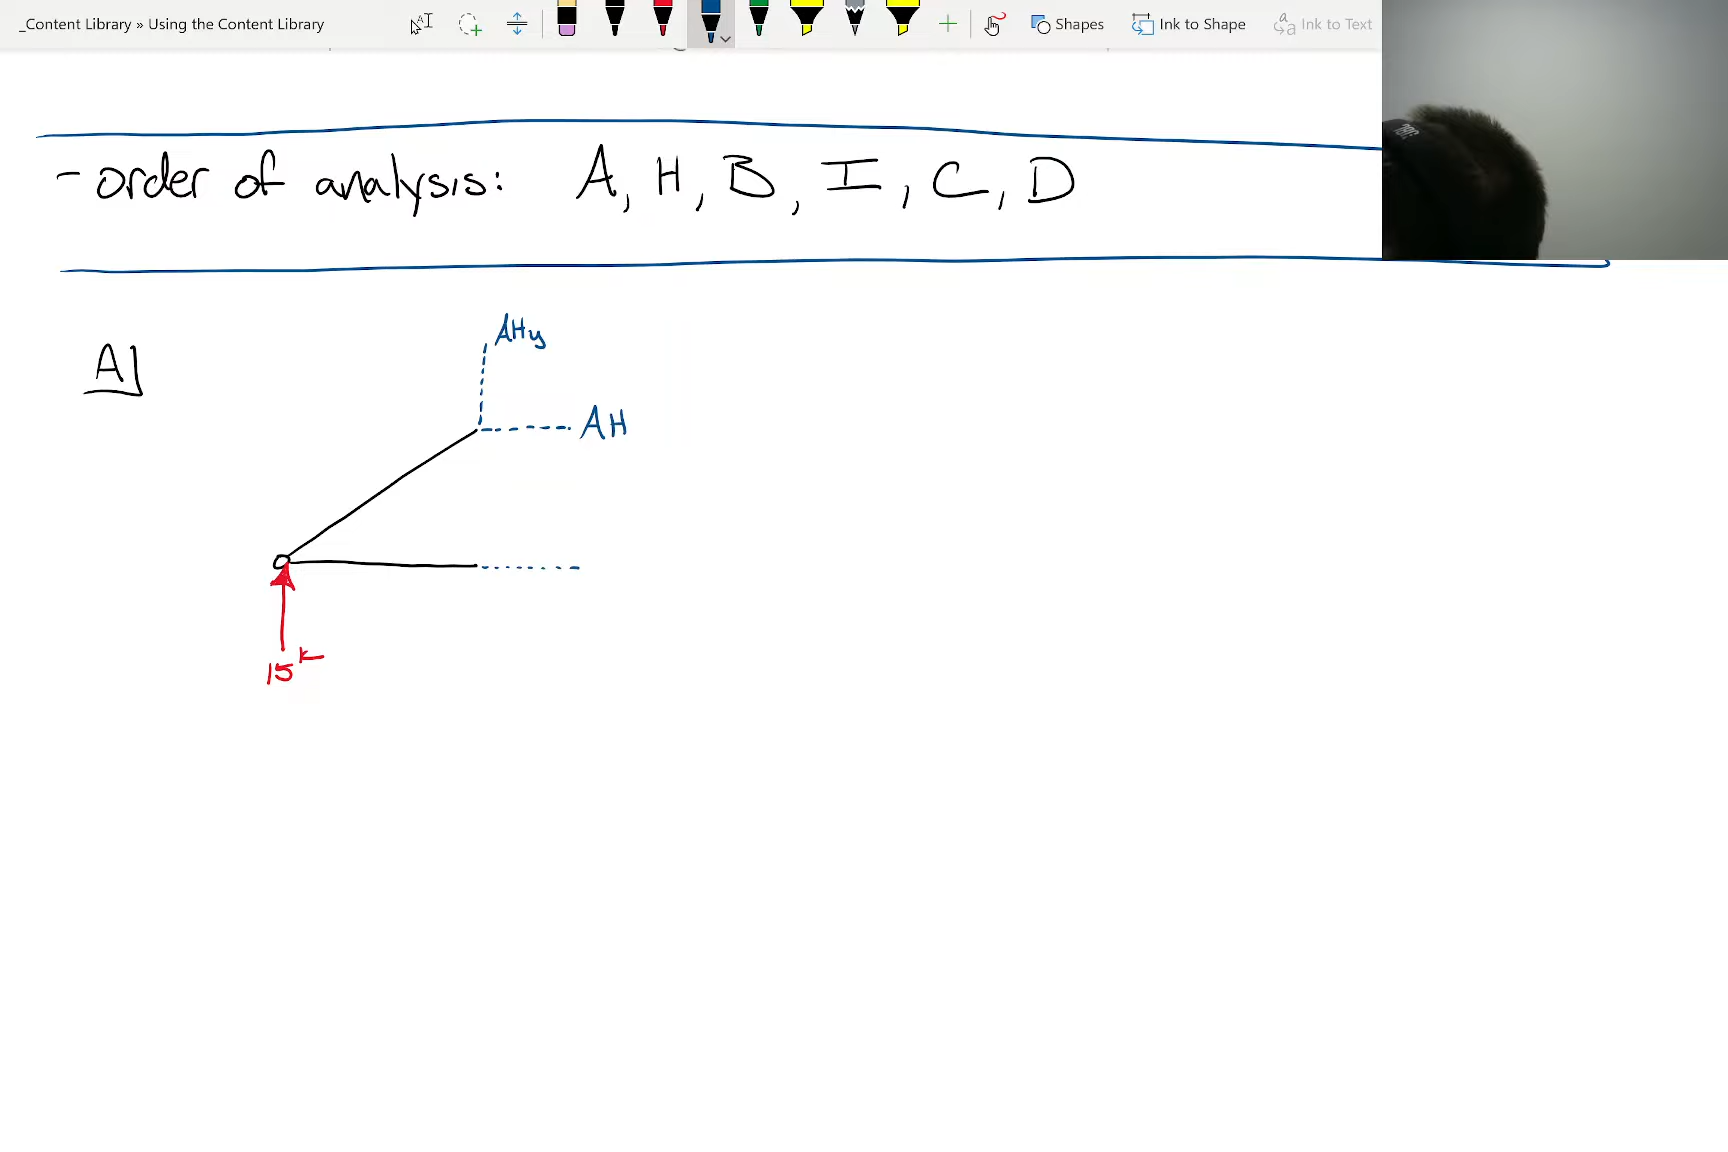 _Content Library » Using the Content Library
Shapes
Ink to Shape
Ink to Text
- order of analysis: A, H, B, I, C, D
A]
AHy
AH
15k